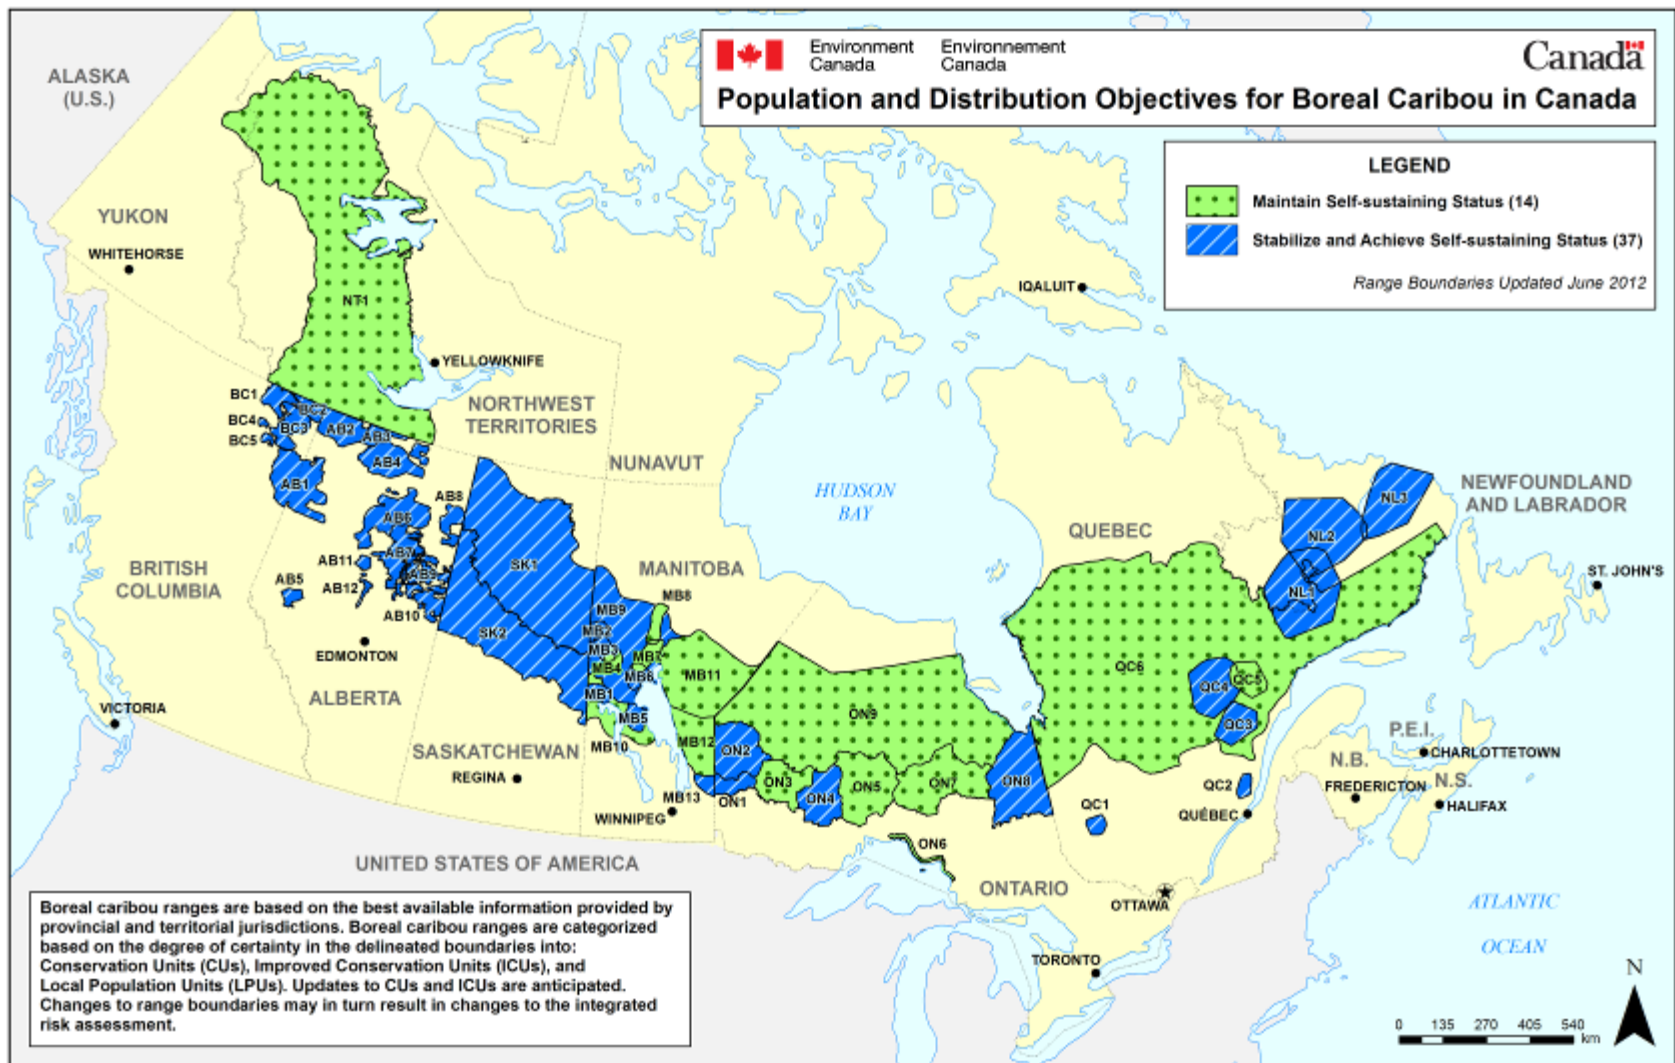 Environment
Canada
Environnement
Canada
Canada
Population and Distribution Objectives for Boreal Caribou in Canada
LEGEND
Maintain Self-sustaining Status (14)
Stabilize and Achieve Self-sustaining Status (37)
Range Boundaries Updated June 2012
ALASKA
(U.S.)
YUKON
WHITEHORSE
IQALUIT
NT1
YELLOWKNIFE
NORTHWEST
TERRITORIES
NUNAVUT
BC1
BC2
BC4
BC3
BC5
AB2
AB3
AB4
AB1
AB8
AB6
AB7
AB11
AB9
AB5
AB12
AB10
BRITISH
COLUMBIA
EDMONTON
ALBERTA
VICTORIA
SK1
SK2
SASKATCHEWAN
REGINA
MANITOBA
MB8
MB9
MB2
MB3
MB7
MB4
MB6
MB1
MB5
MB10
MB11
MB12
MB13
WINNIPEG
HUDSON
BAY
ON9
ON2
ON3
ON1
ON4
ON5
ON7
ON8
ON6
ONTARIO
OTTAWA
TORONTO
QUEBEC
QC6
QC5
QC4
QC3
QC2
QC1
QUÉBEC
NL3
NL2
NL1
NEWFOUNDLAND
AND LABRADOR
ST. JOHN'S
P.E.I.
CHARLOTTETOWN
N.B.
N.S.
FREDERICTON
HALIFAX
UNITED STATES OF AMERICA
ATLANTIC
OCEAN
Boreal caribou ranges are based on the best available information provided by
provincial and territorial jurisdictions. Boreal caribou ranges are categorized
based on the degree of certainty in the delineated boundaries into:
Conservation Units (CUs), Improved Conservation Units (ICUs), and
Local Population Units (LPUs). Updates to CUs and ICUs are anticipated.
Changes to range boundaries may in turn result in changes to the integrated
risk assessment.
N
0 135 270 405 540
km